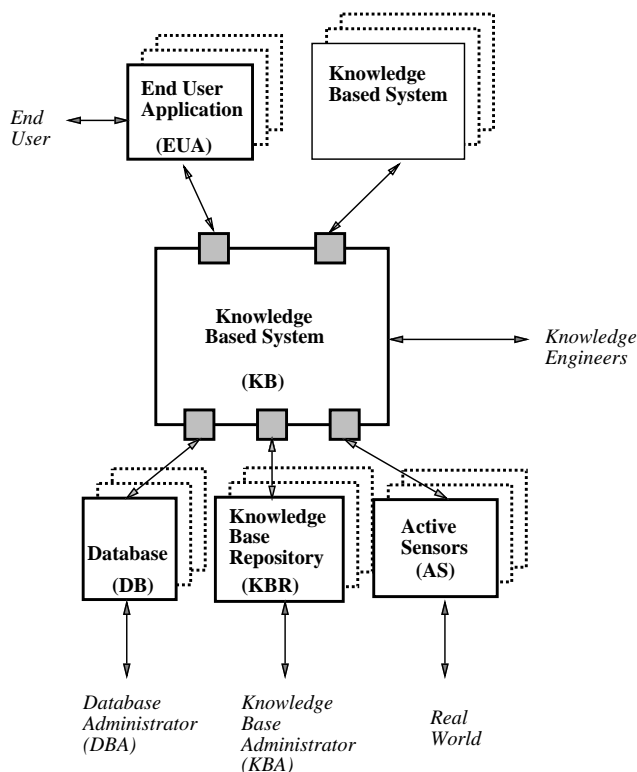 End User
Application
(EUA)
Knowledge
Based System
End
User
Knowledge
Based System
(KB)
Knowledge
Engineers
Database
(DB)
Knowledge
Base
Repository
(KBR)
Active
Sensors
(AS)
Database
Administrator
(DBA)
Knowledge
Base
Administrator
(KBA)
Real
World